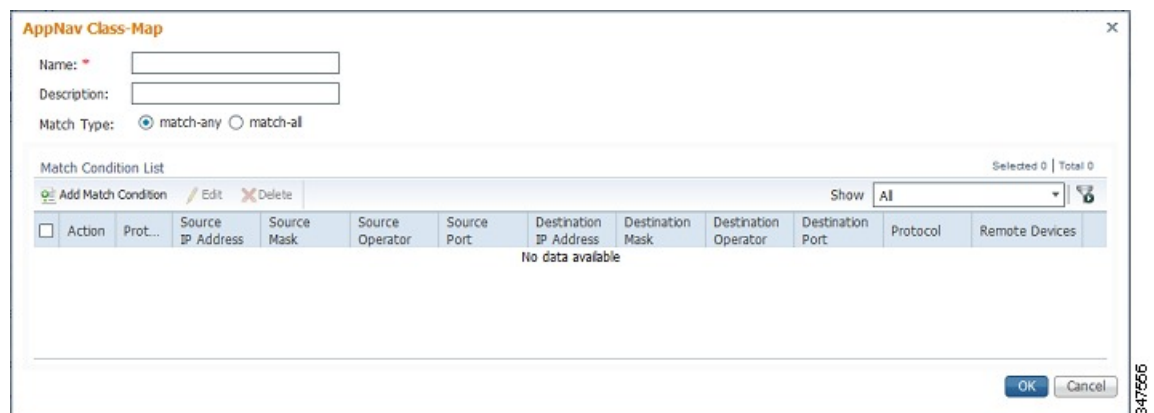 AppNav Class-Map
Name: *
Description:
Match Type: match-any match-all
Match Condition List Selected 0 | Total 0
Add Match Condition Edit Delete Show All
Action Prot... Source IP Address Source Mask Source Operator Source Port Destination IP Address Destination Mask Destination Operator Destination Port Protocol Remote Devices
No data available
OK Cancel
347556